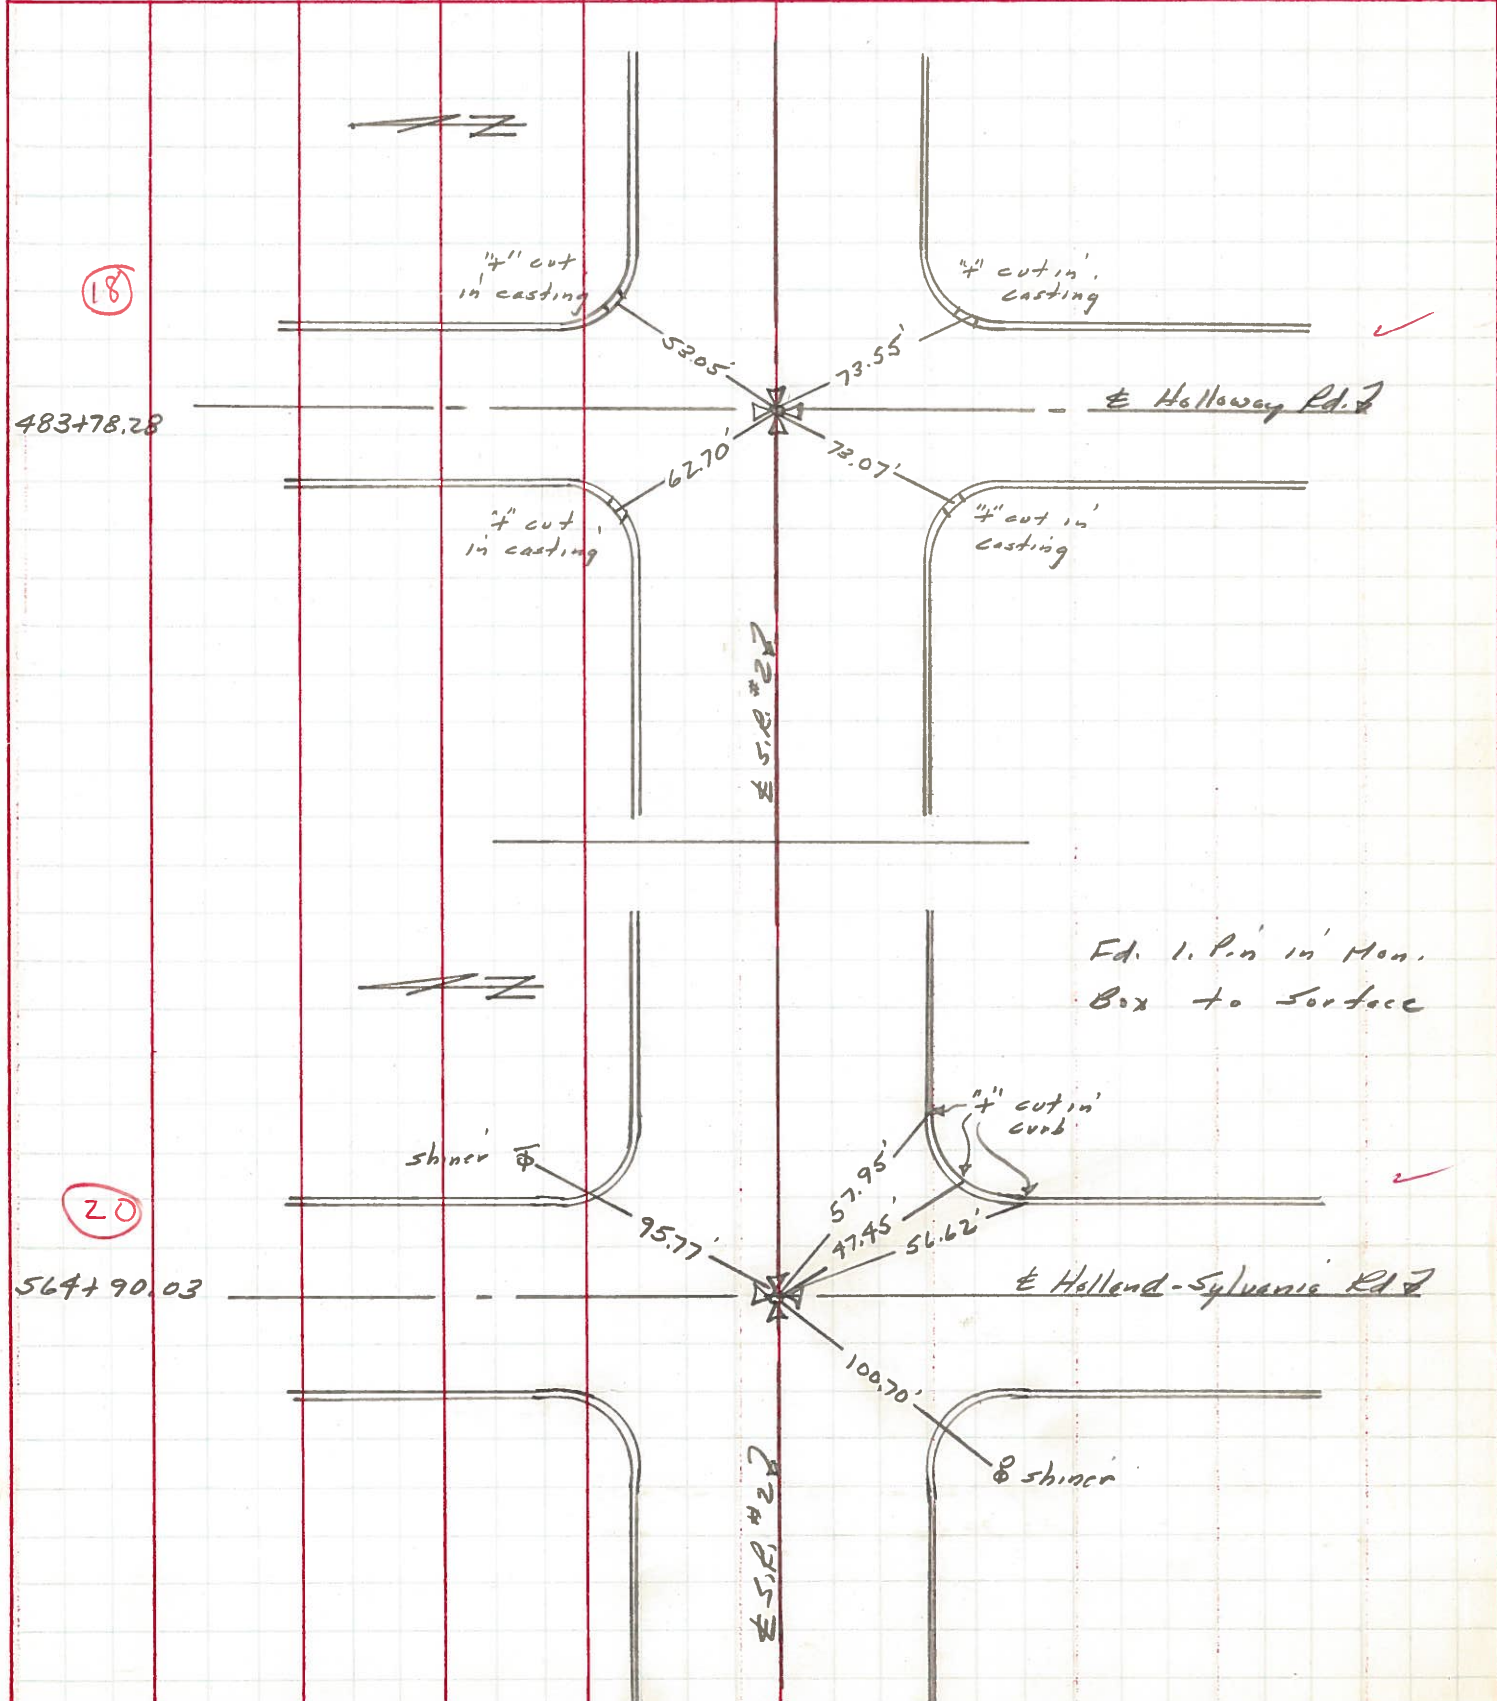 N
18
"+" cut
in casting
"+" cut in
casting
53.05'
73.55'
483+78.28
℄ Holloway Rd.
62.70'
73.07'
"+" cut
in casting
"+" cut in
casting
℄ S.R. #2
N
Fd. I. Pin in Mon.
Box to Surface
"+" cut in
curb
shiner
20
57.95'
47.45'
56.62'
95.77'
564+90.03
℄ Holland-Sylvania Rd
100.70'
shiner
℄ S.R. #2